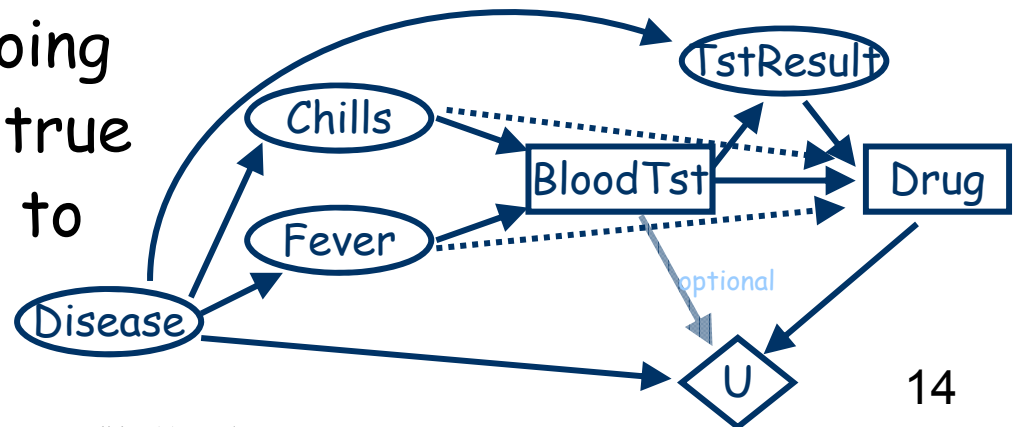 oing
true
to
TstResult
Chills
BloodTst
Drug
Fever
optional
Disease
U
14